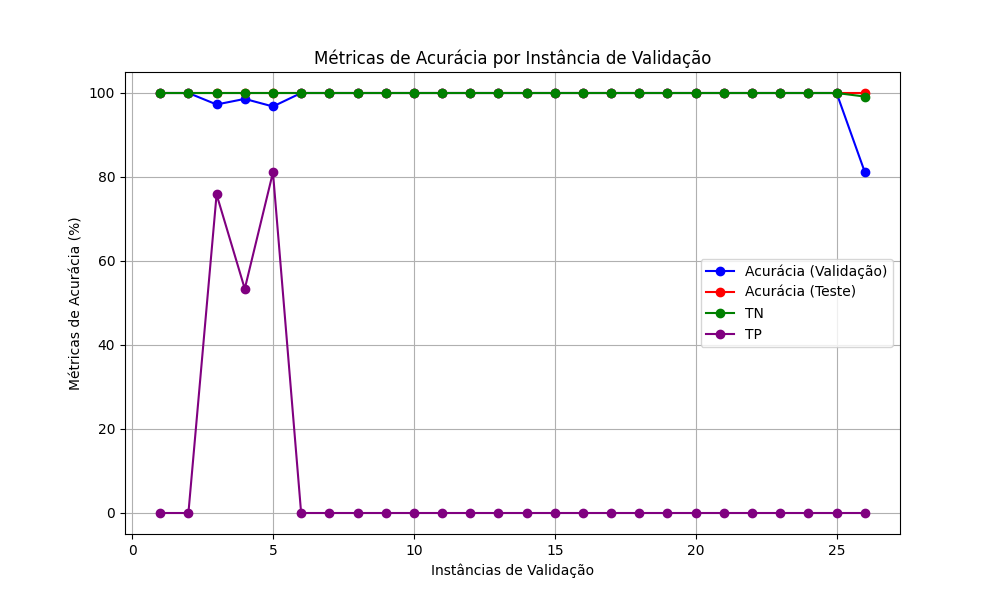 Métricas de Acurácia por Instância de Validação
Métricas de Acurácia (%)
100
80
60
40
20
0
Acurácia (Validação)
Acurácia (Teste)
TN
TP
0
5
10
15
20
25
Instâncias de Validação